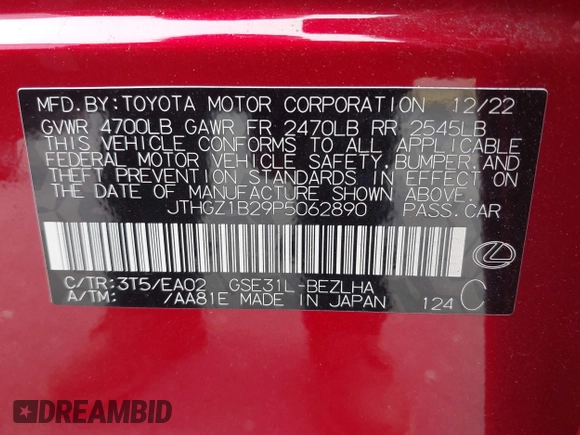 MFD.BY:TOYOTA MOTOR CORPORATION 12/22
GVWR 4700LB GAWR FR 2470LB RR 2545LB
THIS VEHICLE CONFORMS TO ALL APPLICABLE
FEDERAL MOTOR VEHICLE SAFETY,BUMPER,AND
THEFT PREVENTION STANDARDS IN EFFECT ON
THE DATE OF MANUFACTURE SHOWN ABOVE.
JTHGZ1B29P5062890 PASS.CAR
C/TR:3T5/EA02 GSE31L-BEZLHA
A/TM: /AA81E MADE IN JAPAN 124 C
DREAMBID